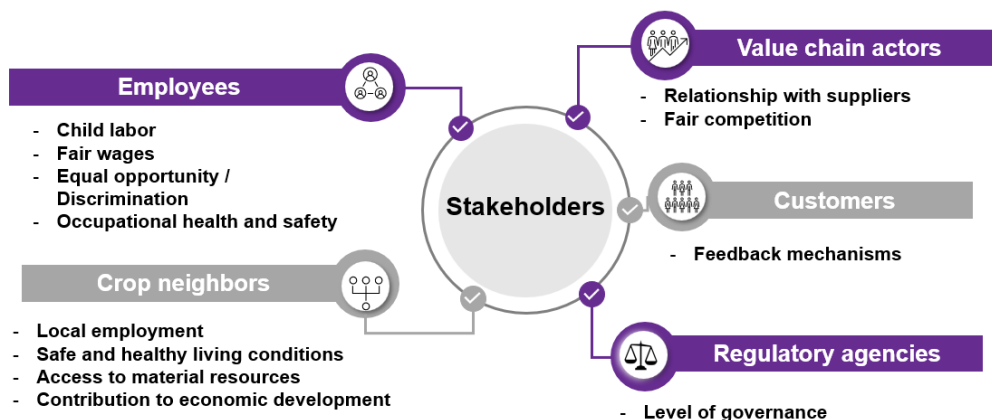 Employees
- Child labor
- Fair wages
- Equal opportunity /
Discrimination
- Occupational health and safety
Crop neighbors
- Local employment
- Safe and healthy living conditions
- Access to material resources
- Contribution to economic development
Stakeholders
Value chain actors
- Relationship with suppliers
- Fair competition
Customers
- Feedback mechanisms
Regulatory agencies
- Level of governance